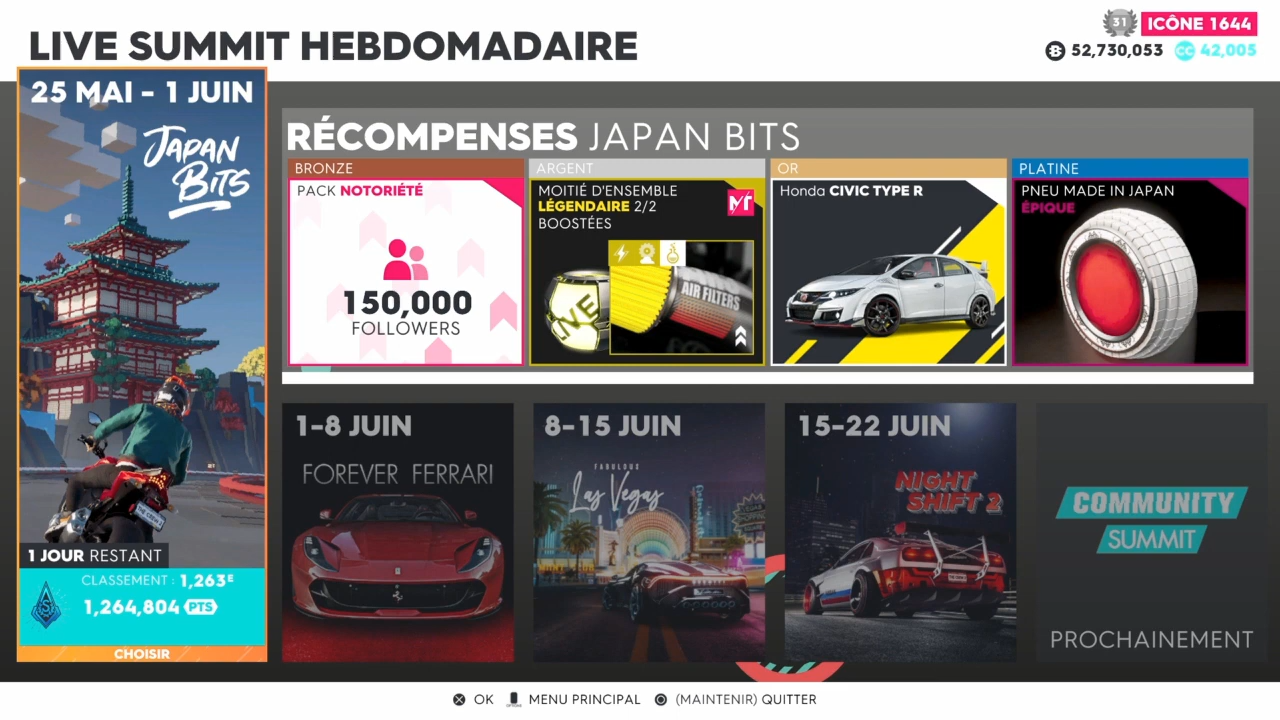 LIVE SUMMIT HEBDOMADAIRE
31 ICÔNE 1644
52,730,053 CC 42,005
25 MAI - 1 JUIN
JAPAN
BITS
1 JOUR RESTANT
CLASSEMENT : 1,263E
1,264,804 PTS
CHOISIR
RÉCOMPENSES JAPAN BITS
BRONZE
PACK NOTORIÉTÉ
150,000
FOLLOWERS
ARGENT
MOITIÉ D'ENSEMBLE
LÉGENDAIRE 2/2
BOOSTÉES
LIVE
AIR FILTERS
OR
Honda CIVIC TYPE R
PLATINE
PNEU MADE IN JAPAN
ÉPIQUE
1-8 JUIN
FOREVER FERRARI
8-15 JUIN
FABULOUS
Las Vegas
15-22 JUIN
NIGHT
SHIFT 2
COMMUNITY
SUMMIT
PROCHAINEMENT
OK MENU PRINCIPAL (MAINTENIR) QUITTER